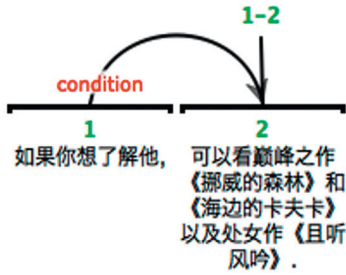 1-2
condition
1
2
如果你想了解他，
可以看巅峰之作
《挪威的森林》和
《海边的卡夫卡》
以及处女作《且听
风吟》.